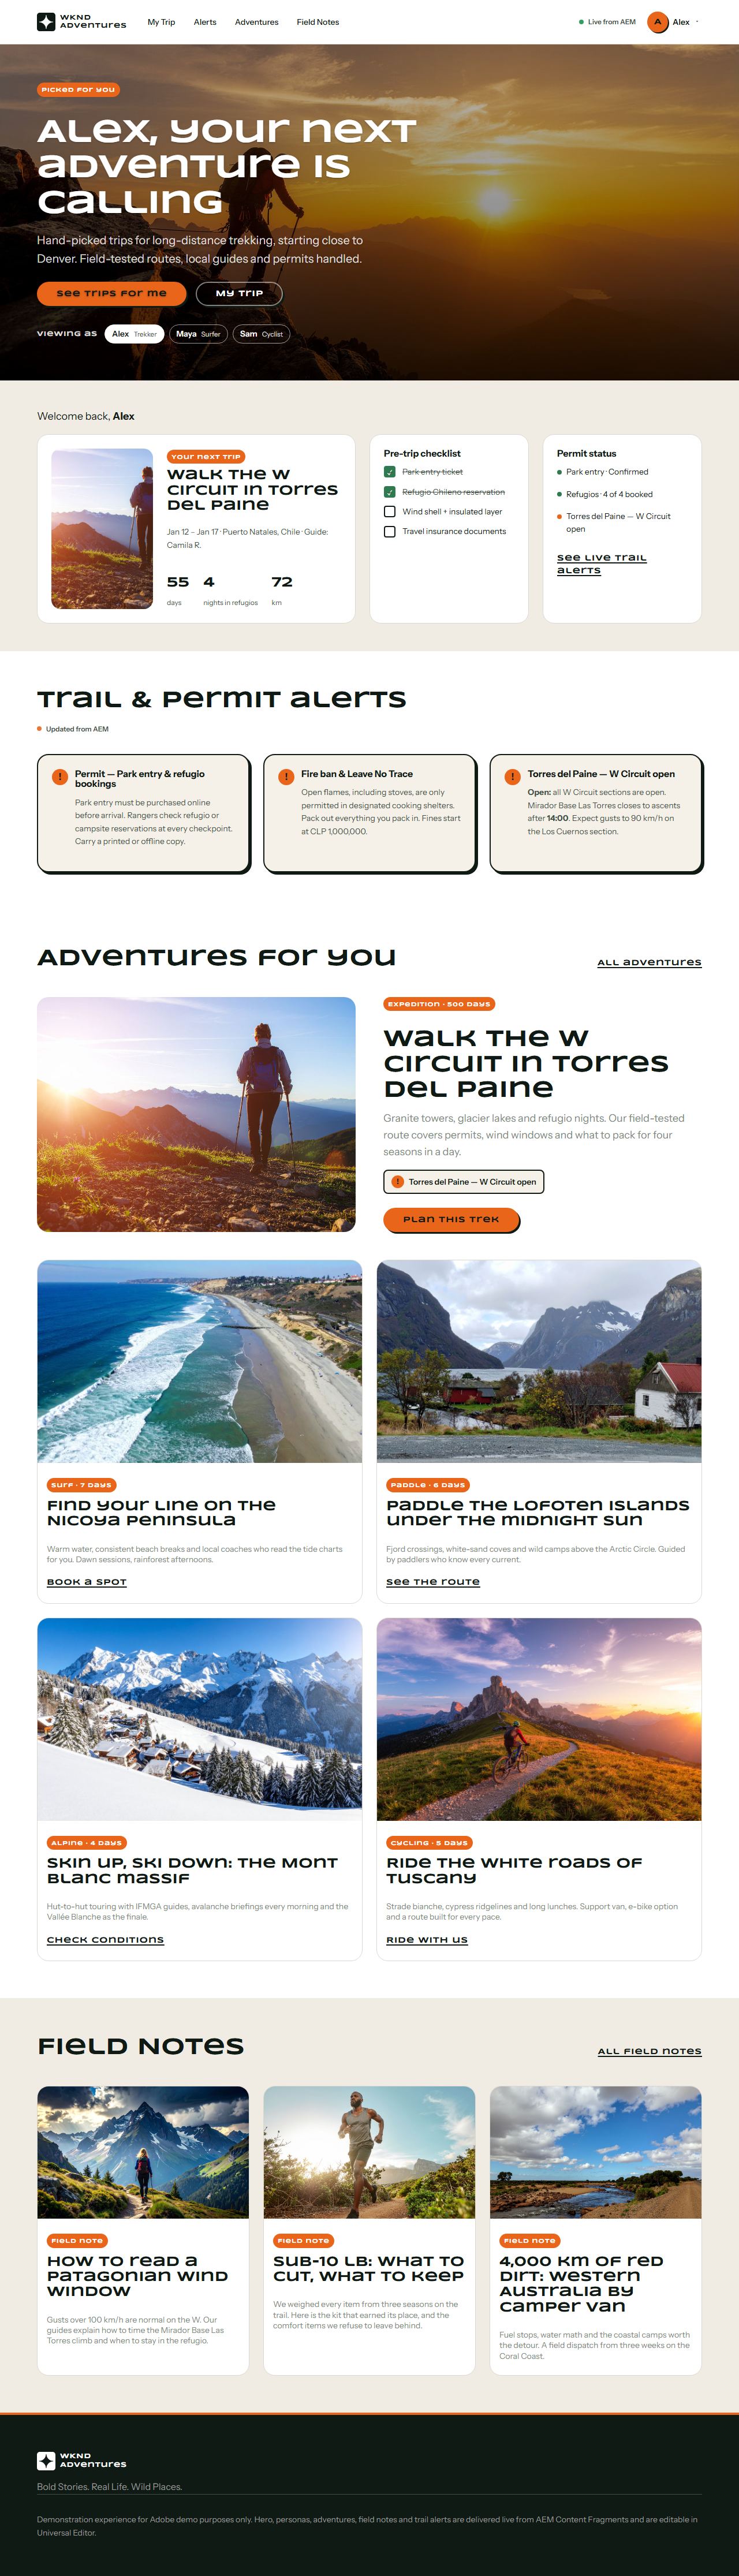 WKND
Adventures
My Trip
Alerts
Adventures
Field Notes
Live from AEM
A
Alex
Picked for you
Alex, your next
adventure is
calling
Hand-picked trips for long-distance trekking, starting close to
Denver. Field-tested routes, local guides and permits handled.
See trips for me
My trip
Viewing as
Alex Trekker
Maya Surfer
Sam Cyclist
Welcome back, Alex
Your next trip
Walk the W
Circuit in Torres
del Paine
Jan 12 – Jan 17 · Puerto Natales, Chile · Guide:
Camila R.
55
days
4
nights in refugios
72
km
Pre-trip checklist
Park entry ticket
Refugio Chileno reservation
Wind shell + insulated layer
Travel insurance documents
Permit status
Park entry · Confirmed
Refugios · 4 of 4 booked
Torres del Paine — W Circuit
open
See live trail
alerts
Trail & permit alerts
Updated from AEM
!
Permit — Park entry & refugio
bookings
Park entry must be purchased online
before arrival. Rangers check refugio or
campsite reservations at every checkpoint.
Carry a printed or offline copy.
!
Fire ban & Leave No Trace
Open flames, including stoves, are only
permitted in designated cooking shelters.
Pack out everything you pack in. Fines start
at CLP 1,000,000.
!
Torres del Paine — W Circuit open
Open: all W Circuit sections are open.
Mirador Base Las Torres closes to ascents
after 14:00. Expect gusts to 90 km/h on
the Los Cuernos section.
Adventures for you
All adventures
Expedition · 500 days
Walk the W
Circuit in Torres
del Paine
Granite towers, glacier lakes and refugio nights. Our field-tested
route covers permits, wind windows and what to pack for four
seasons in a day.
!
Torres del Paine — W Circuit open
Plan this trek
Surf · 7 days
Find your line on the
Nicoya Peninsula
Warm water, consistent beach breaks and local coaches who read the tide charts
for you. Dawn sessions, rainforest afternoons.
Book a spot
Paddle · 6 days
Paddle the Lofoten Islands
under the midnight sun
Fjord crossings, white-sand coves and wild camps above the Arctic Circle. Guided
by paddlers who know every current.
See the route
Alpine · 4 days
Skin up, ski down: the Mont
Blanc massif
Hut-to-hut touring with IFMGA guides, avalanche briefings every morning and the
Vallée Blanche as the finale.
Check conditions
Cycling · 5 days
Ride the white roads of
Tuscany
Strade bianche, cypress ridgelines and long lunches. Support van, e-bike option
and a route built for every pace.
Ride with us
Field Notes
All field notes
Field note
How to read a
Patagonian wind
window
Gusts over 100 km/h are normal on the W. Our
guides explain how to time the Mirador Base Las
Torres climb and when to stay in the refugio.
Field note
Sub-10 lb: what to
cut, what to keep
We weighed every item from three seasons on the
trail. Here is the kit that earned its place, and the
comfort items we refuse to leave behind.
Field note
4,000 km of red
dirt: Western
Australia by
camper van
Fuel stops, water math and the coastal camps worth
the detour. A field dispatch from three weeks on the
Coral Coast.
WKND
Adventures
Bold Stories. Real Life. Wild Places.
Demonstration experience for Adobe demo purposes only. Hero, personas, adventures, field notes and trail alerts are delivered live from AEM Content Fragments and are editable in
Universal Editor.